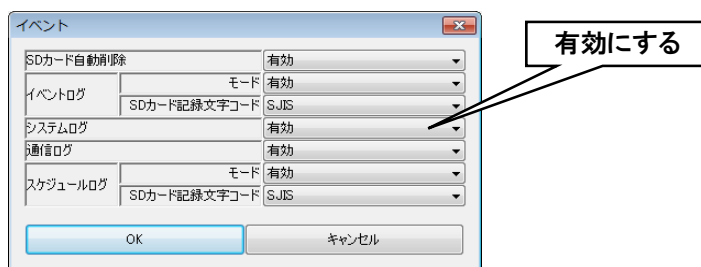 イベント
有効にする
SDカード自動削除 有効
イベントログ モード 有効
SDカード記録文字コード SJIS
システムログ 有効
通信ログ 有効
スケジュールログ モード 有効
SDカード記録文字コード SJIS
OK キャンセル